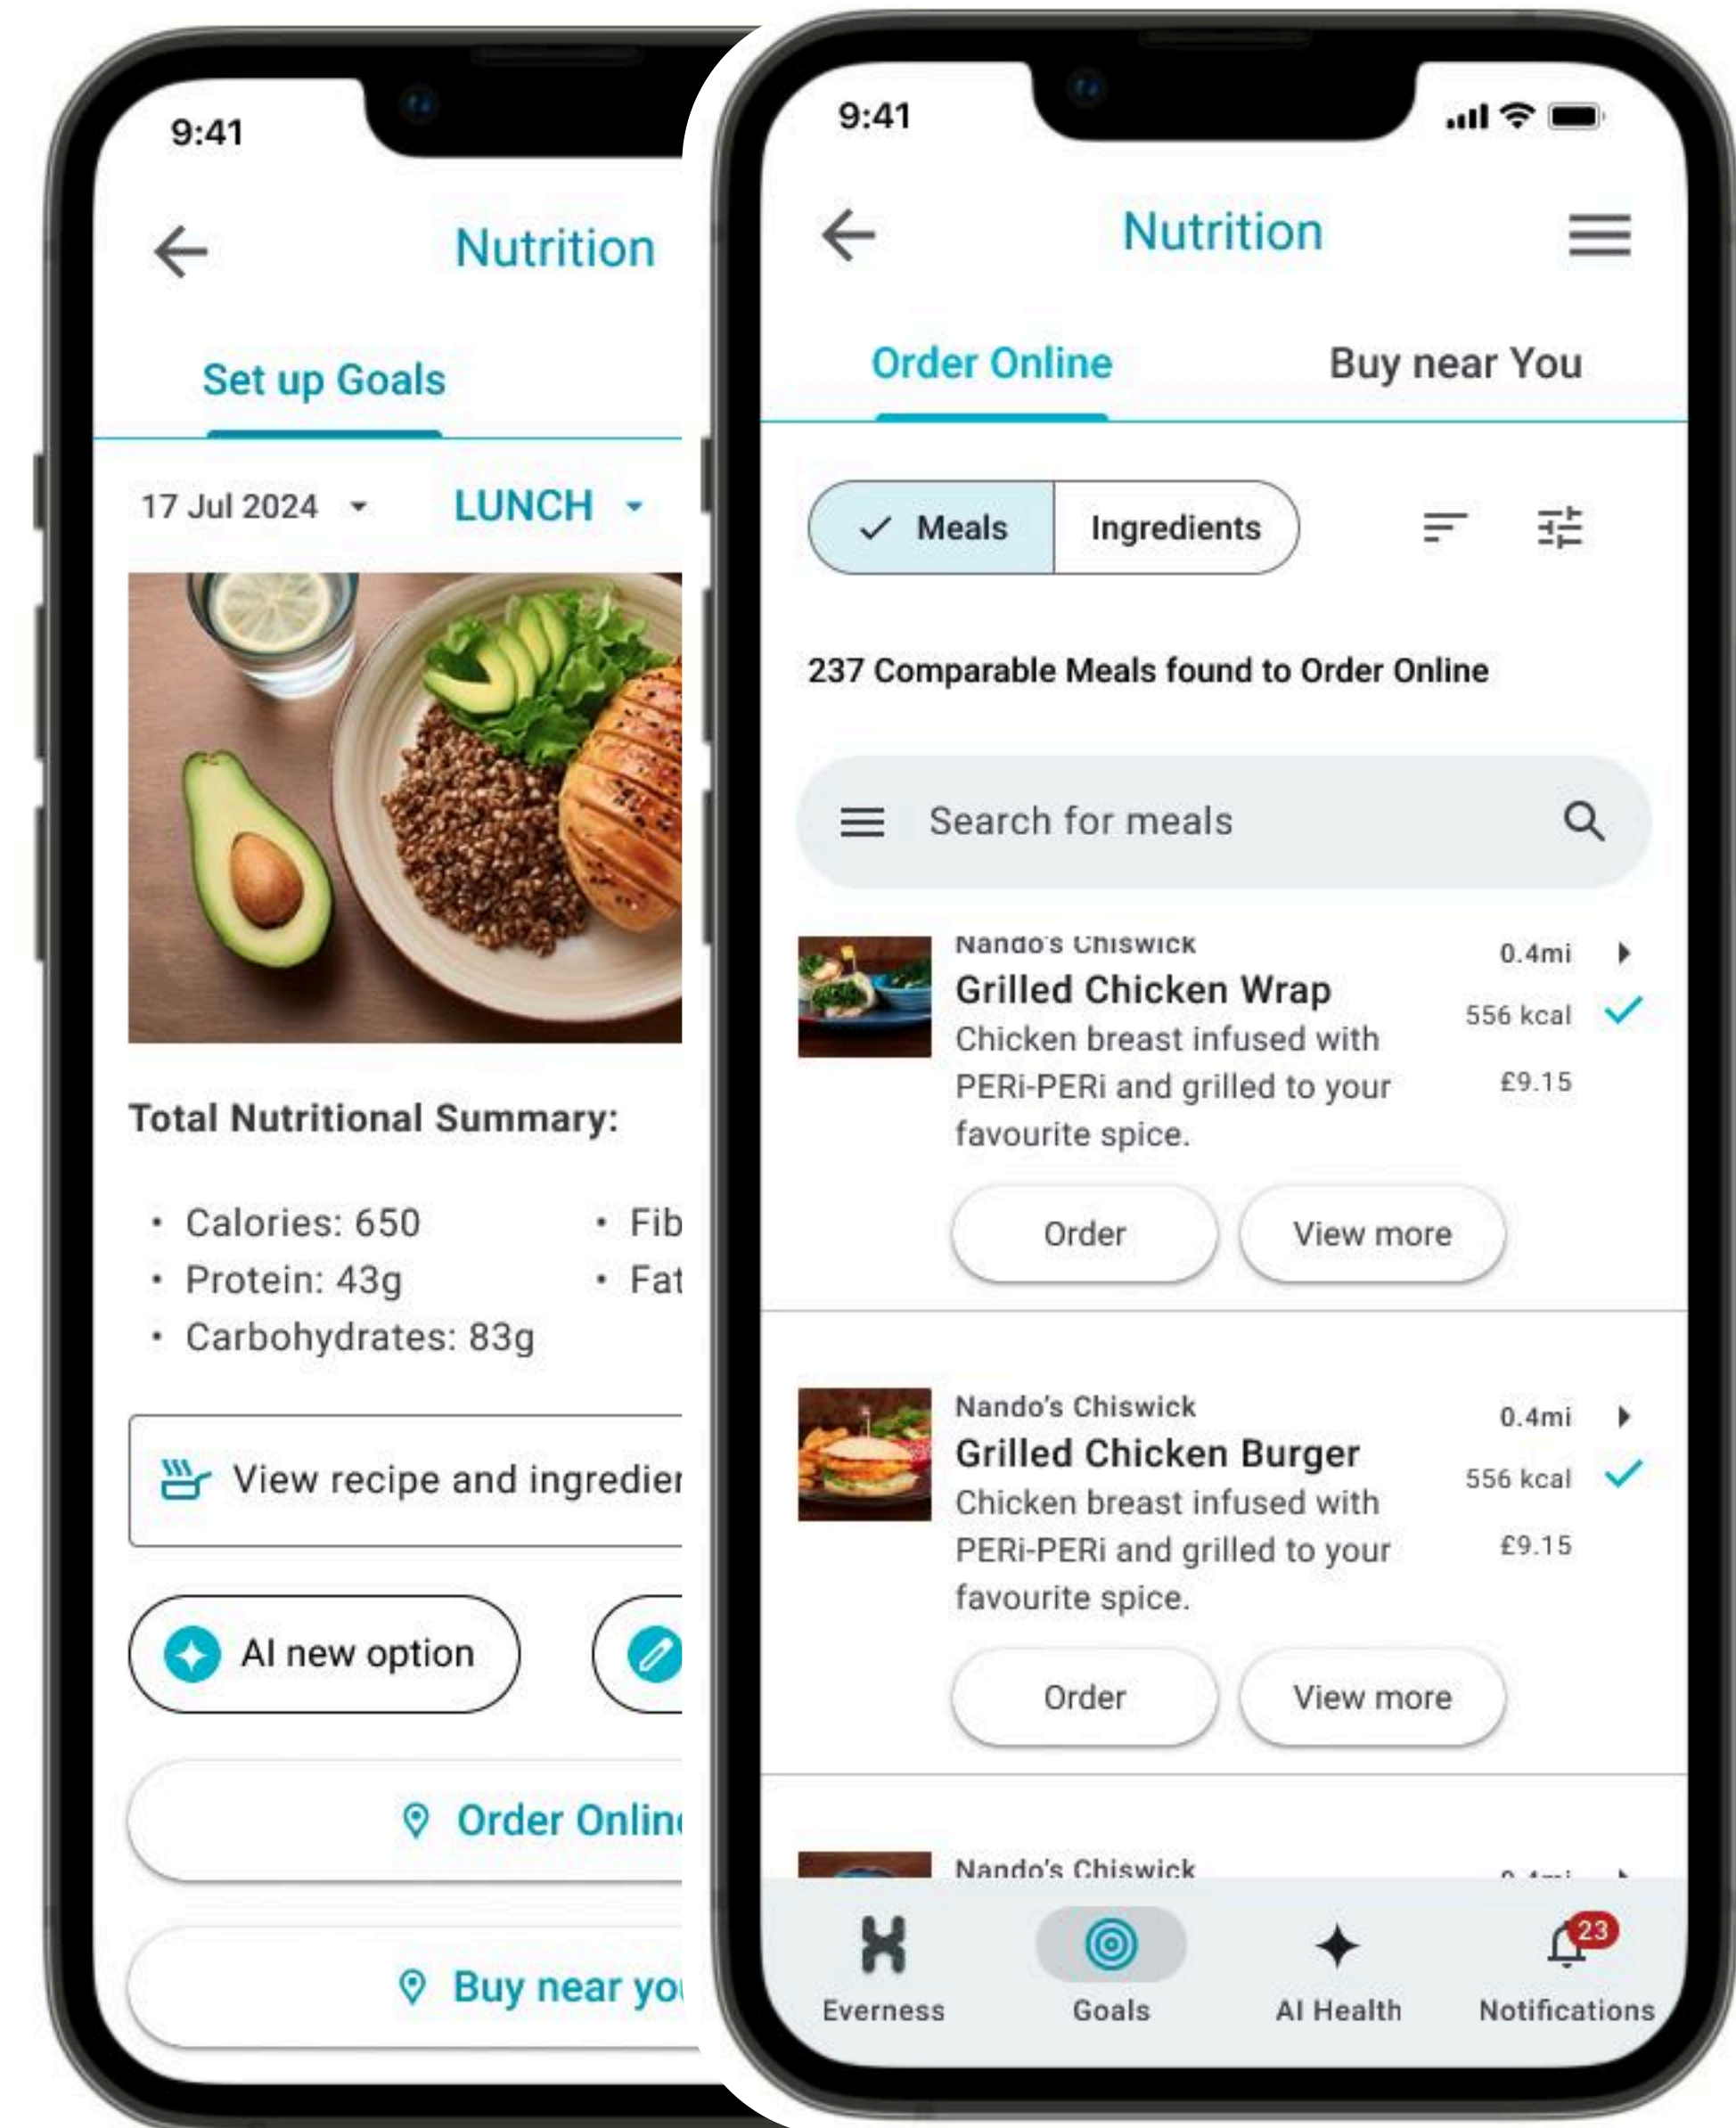 9:41
Nutrition
Set up Goals
17 Jul 2024
LUNCH
Total Nutritional Summary:
• Calories: 650
• Protein: 43g
• Carbohydrates: 83g
• Fib
• Fat
View recipe and ingredien
AI new option
Order Online
Buy near you
9:41
Nutrition
Order Online
Buy near You
Meals
Ingredients
237 Comparable Meals found to Order Online
Search for meals
Nando's Chiswick
Grilled Chicken Wrap
Chicken breast infused with
PERi-PERi and grilled to your
favourite spice.
0.4mi
556 kcal
£9.15
Order
View more
Nando's Chiswick
Grilled Chicken Burger
Chicken breast infused with
PERi-PERi and grilled to your
favourite spice.
0.4mi
556 kcal
£9.15
Order
View more
Nando's Chiswick
Everness
Goals
AI Health
23
Notifications